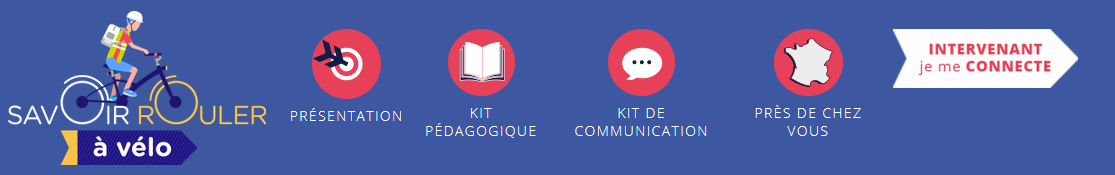 SAVOIR ROULER
à vélo
PRÉSENTATION
KIT
PÉDAGOGIQUE
KIT DE
COMMUNICATION
PRÈS DE CHEZ
VOUS
INTERVENANT
je me CONNECTE